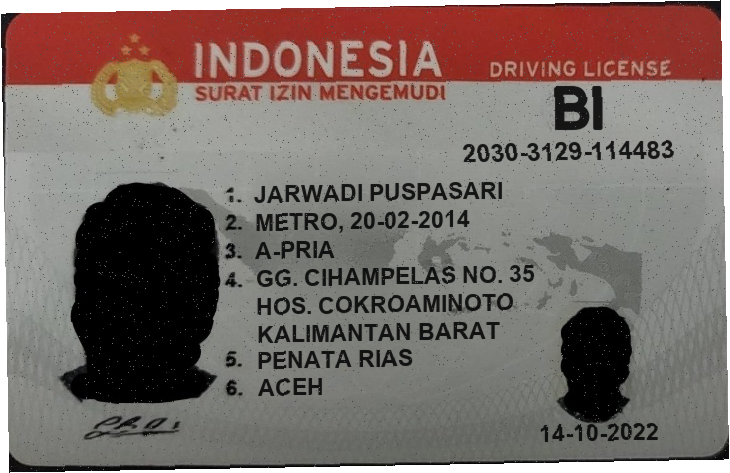 INDONESIA
SURAT IZIN MENGEMUDI
DRIVING LICENSE
BI
2030-3129-114483
1. JARWADI PUSPASARI
2. METRO, 20-02-2014
3. A-PRIA
4. GG. CIHAMPELAS NO. 35
HOS. COKROAMINOTO
KALIMANTAN BARAT
5. PENATA RIAS
6. ACEH
14-10-2022